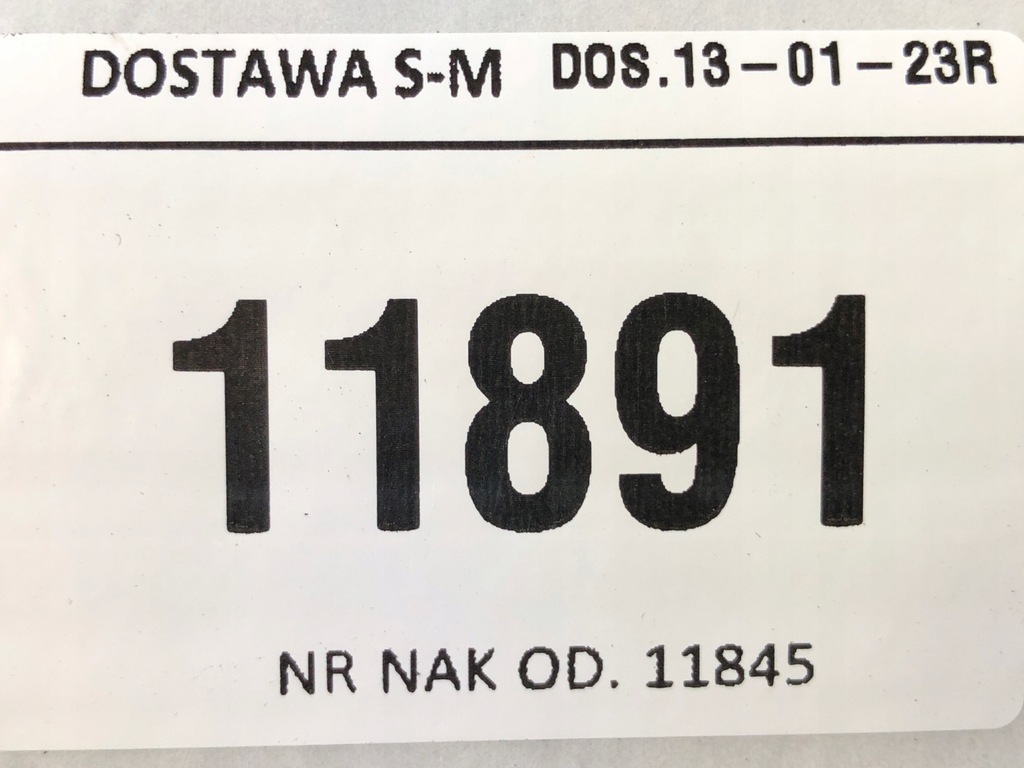 DOSTAWA S-M DOS.13-01-23R
11891
NR NAK OD. 11845